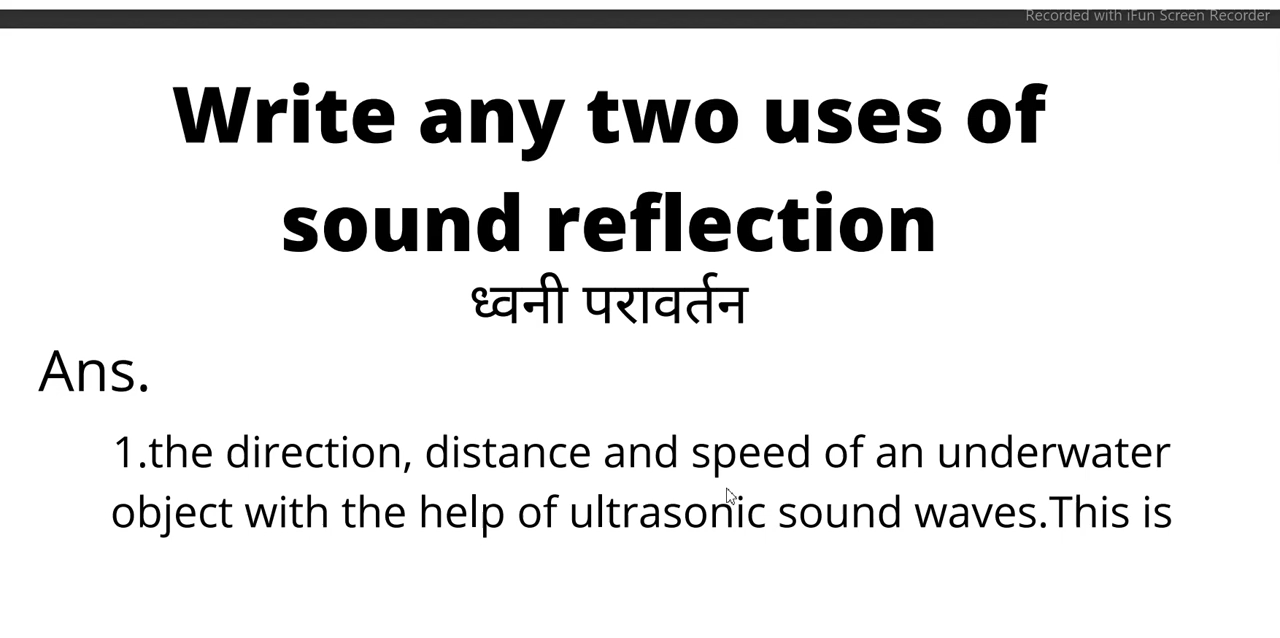 Recorded with iFun Screen Recorder
Write any two uses of
sound reflection
ध्वनी परावर्तन
Ans.
1.the direction, distance and speed of an underwater
object with the help of ultrasonic sound waves.This is